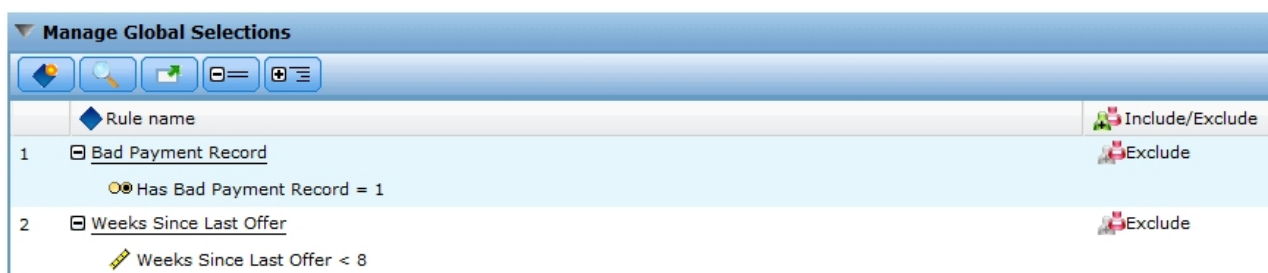 Manage Global Selections
Rule name Include/Exclude
1 Bad Payment Record Exclude
Has Bad Payment Record = 1
2 Weeks Since Last Offer Exclude
Weeks Since Last Offer < 8